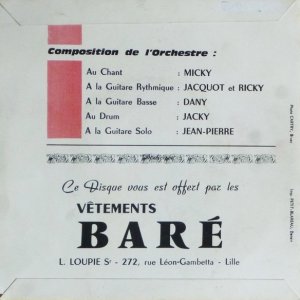 Composition de l'Orchestre :
Au Chant : MICKY
A la Guitare Rythmique : JACQUOT et RICKY
A la Guitare Basse : DANY
Au Drum : JACKY
A la Guitare Solo : JEAN-PIERRE
Ce Disque vous est offert par les
VÊTEMENTS
BARÉ
L. LOUPIE Sr - 272, rue Léon-Gambetta - Lille